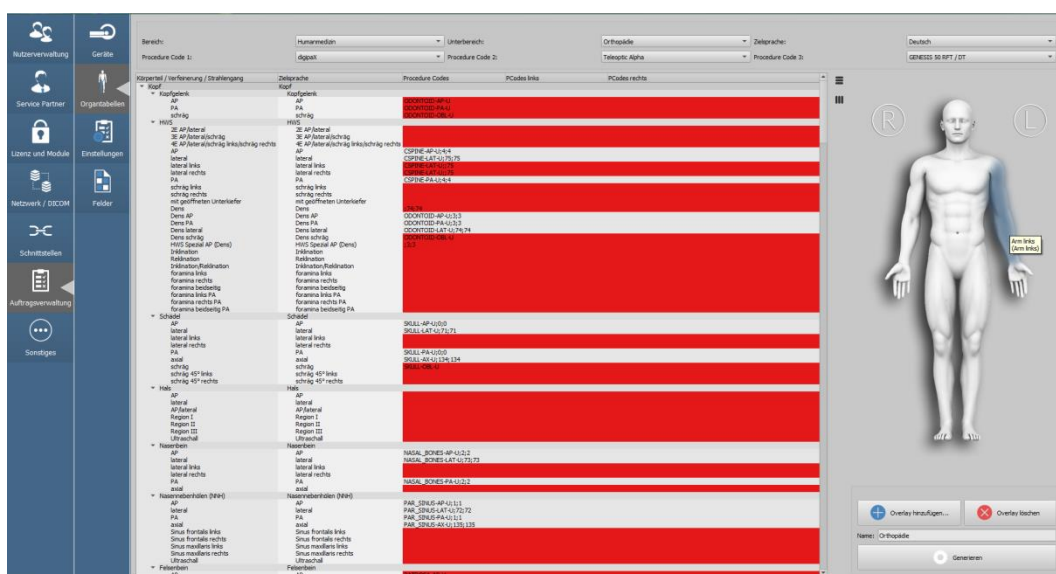 Nutzerverwaltung
Service Partner
Lizenz und Module
Netzwerk / DICOM
Schnittstellen
Auftragsverwaltung
Sonstiges
Geräte
Organtabellen
Einstellungen
Felder
Bereich: Humanmedizin Unterbereich: Orthopädie Zielsprache: Deutsch
Procedure Code 1: digipaX Procedure Code 2: Teleoptic Alpha Procedure Code 3: GENESIS 50 RFT / DT
Körperteil / Verfeinerung / Strahlengang Zielsprache Procedure Codes PCodes links PCodes rechts
Kopf Kopf
Kopfgelenk Kopfgelenk
AP AP ODONTOID-AP-U
PA PA ODONTOID-PA-U
schräg schräg ODONTOID-OBL-U
HWS HWS
2E AP/lateral 2E AP/lateral
3E AP/lateral/schräg 3E AP/lateral/schräg
4E AP/lateral/schräg links/schräg rechts 4E AP/lateral/schräg links/schräg rechts
AP AP CSPINE-AP-U;4;4
lateral lateral CSPINE-LAT-U;75;75
lateral links lateral links CSPINE-LAT-U;75
lateral rechts lateral rechts CSPINE-LAT-U;75
PA PA CSPINE-PA-U;4;4
schräg links schräg links
schräg rechts schräg rechts
mit geöffneten Unterkiefer mit geöffneten Unterkiefer
Dens Dens ;74;74
Dens AP Dens AP ODONTOID-AP-U;3;3
Dens PA Dens PA ODONTOID-PA-U;3;3
Dens lateral Dens lateral ODONTOID-LAT-U;74;74
Dens schräg Dens schräg ODONTOID-OBL-U
HWS Spezial AP (Dens) HWS Spezial AP (Dens) ;3;3
Inklination Inklination
Reklination Reklination
Inklination/Reklination Inklination/Reklination
foramina links foramina links
foramina rechts foramina rechts
foramina beidseitig foramina beidseitig
foramina links PA foramina links PA
foramina rechts PA foramina rechts PA
foramina beidseitig PA foramina beidseitig PA
Schädel Schädel
AP AP SKULL-AP-U;0;0
lateral lateral SKULL-LAT-U;71;71
lateral links lateral links
lateral rechts lateral rechts
PA PA SKULL-PA-U;0;0
axial axial SKULL-AX-U;134;134
schräg schräg SKULL-OBL-U
schräg 45° links schräg 45° links
schräg 45° rechts schräg 45° rechts
Hals Hals
AP AP
lateral lateral
AP/lateral AP/lateral
Region I Region I
Region II Region II
Region III Region III
Ultraschall Ultraschall
Nasenbein Nasenbein
AP AP NASAL_BONES-AP-U;2;2
lateral lateral NASAL_BONES-LAT-U;73;73
lateral links lateral links
lateral rechts lateral rechts
PA PA NASAL_BONES-PA-U;2;2
axial axial
Nasennebenhölen (NNH) Nasennebenhölen (NNH)
AP AP PAR_SINUS-AP-U;1;1
lateral lateral PAR_SINUS-LAT-U;72;72
PA PA PAR_SINUS-PA-U;1;1
axial axial PAR_SINUS-AX-U;135;135
Sinus frontalis links Sinus frontalis links
Sinus frontalis rechts Sinus frontalis rechts
Sinus maxillaris links Sinus maxillaris links
Sinus maxillaris rechts Sinus maxillaris rechts
Ultraschall Ultraschall
Felsenbein Felsenbein
R L
Arm links
(Arm links)
Overlay hinzufügen... Overlay löschen
Name: Orthopädie
Generieren